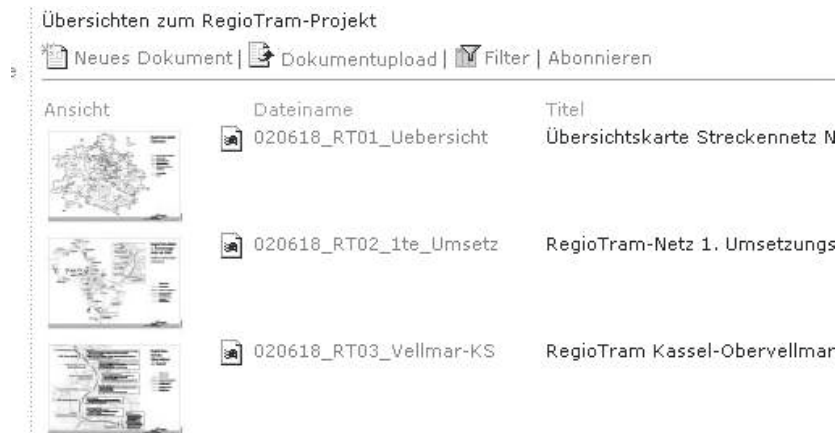 Übersichten zum RegioTram-Projekt
Neues Dokument | Dokumentupload | Filter | Abonnieren
Ansicht Dateiname Titel
020618_RT01_Uebersicht Übersichtskarte Streckennetz N
020618_RT02_1te_Umsetz RegioTram-Netz 1. Umsetzungs
020618_RT03_Vellmar-KS RegioTram Kassel-Obervellmar